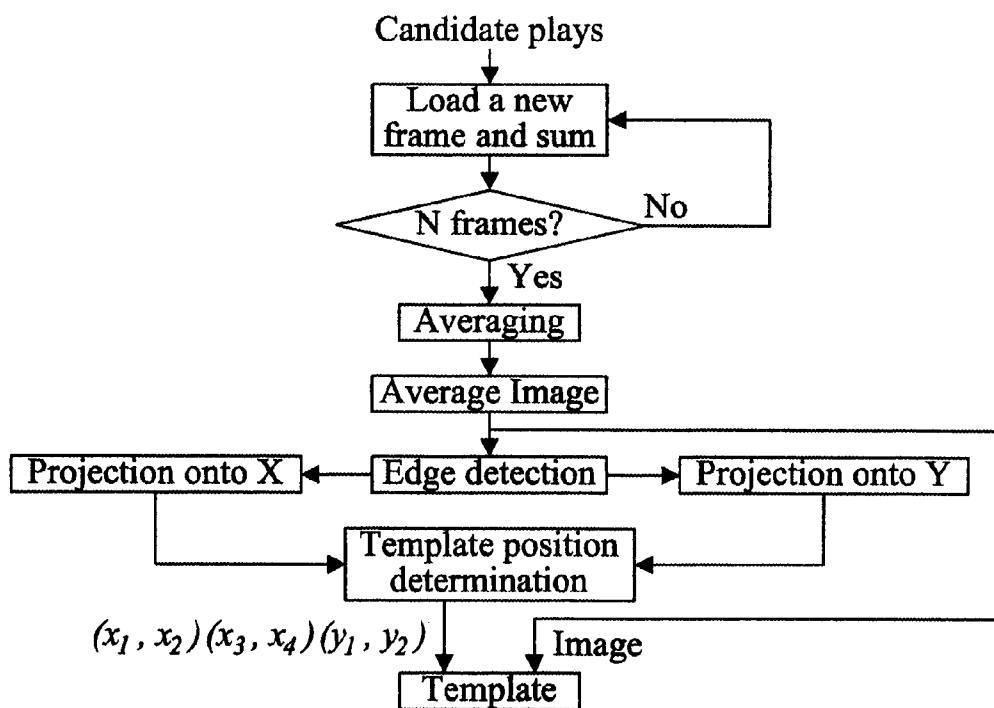 Candidate plays
Load a new
frame and sum
N frames?
No
Yes
Averaging
Average Image
Projection onto X
Edge detection
Projection onto Y
Template position
determination
(x₁, x₂)(x₃, x₄)(y₁, y₂)
Image
Template